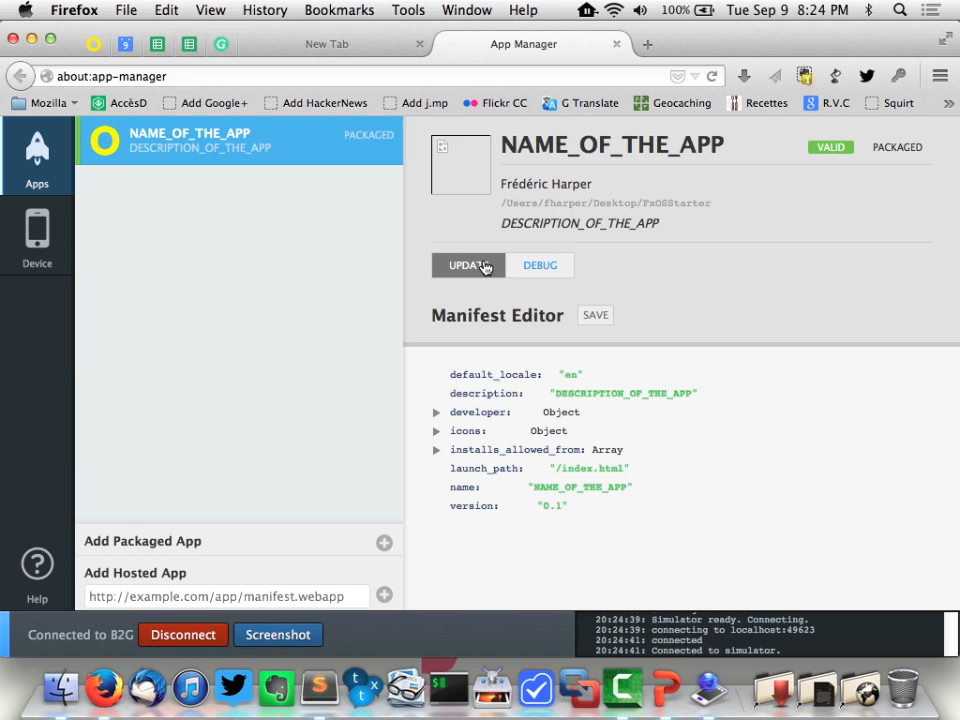 Firefox File Edit View History Bookmarks Tools Window Help 100% Tue Sep 9 8:24 PM
New Tab × App Manager × +
about:app-manager
Mozilla AccèsD Add Google+ Add HackerNews Add j.mp Flickr CC G Translate Geocaching Recettes R.V.C Squirt »
Apps
Device
Help
NAME_OF_THE_APP PACKAGED
DESCRIPTION_OF_THE_APP
Add Packaged App
Add Hosted App
http://example.com/app/manifest.webapp
NAME_OF_THE_APP VALID PACKAGED
Frédéric Harper
/Users/fharper/Desktop/FxOSStarter
DESCRIPTION_OF_THE_APP
UPDATE DEBUG
Manifest Editor SAVE
default_locale: "en"
description: "DESCRIPTION_OF_THE_APP"
developer: Object
icons: Object
installs_allowed_from: Array
launch_path: "/index.html"
name: "NAME_OF_THE_APP"
version: "0.1"
Connected to B2G Disconnect Screenshot
20:24:39: Simulator ready. Connecting.
20:24:39: connecting to localhost:49623
20:24:41: connected
20:24:41: Connected to simulator.